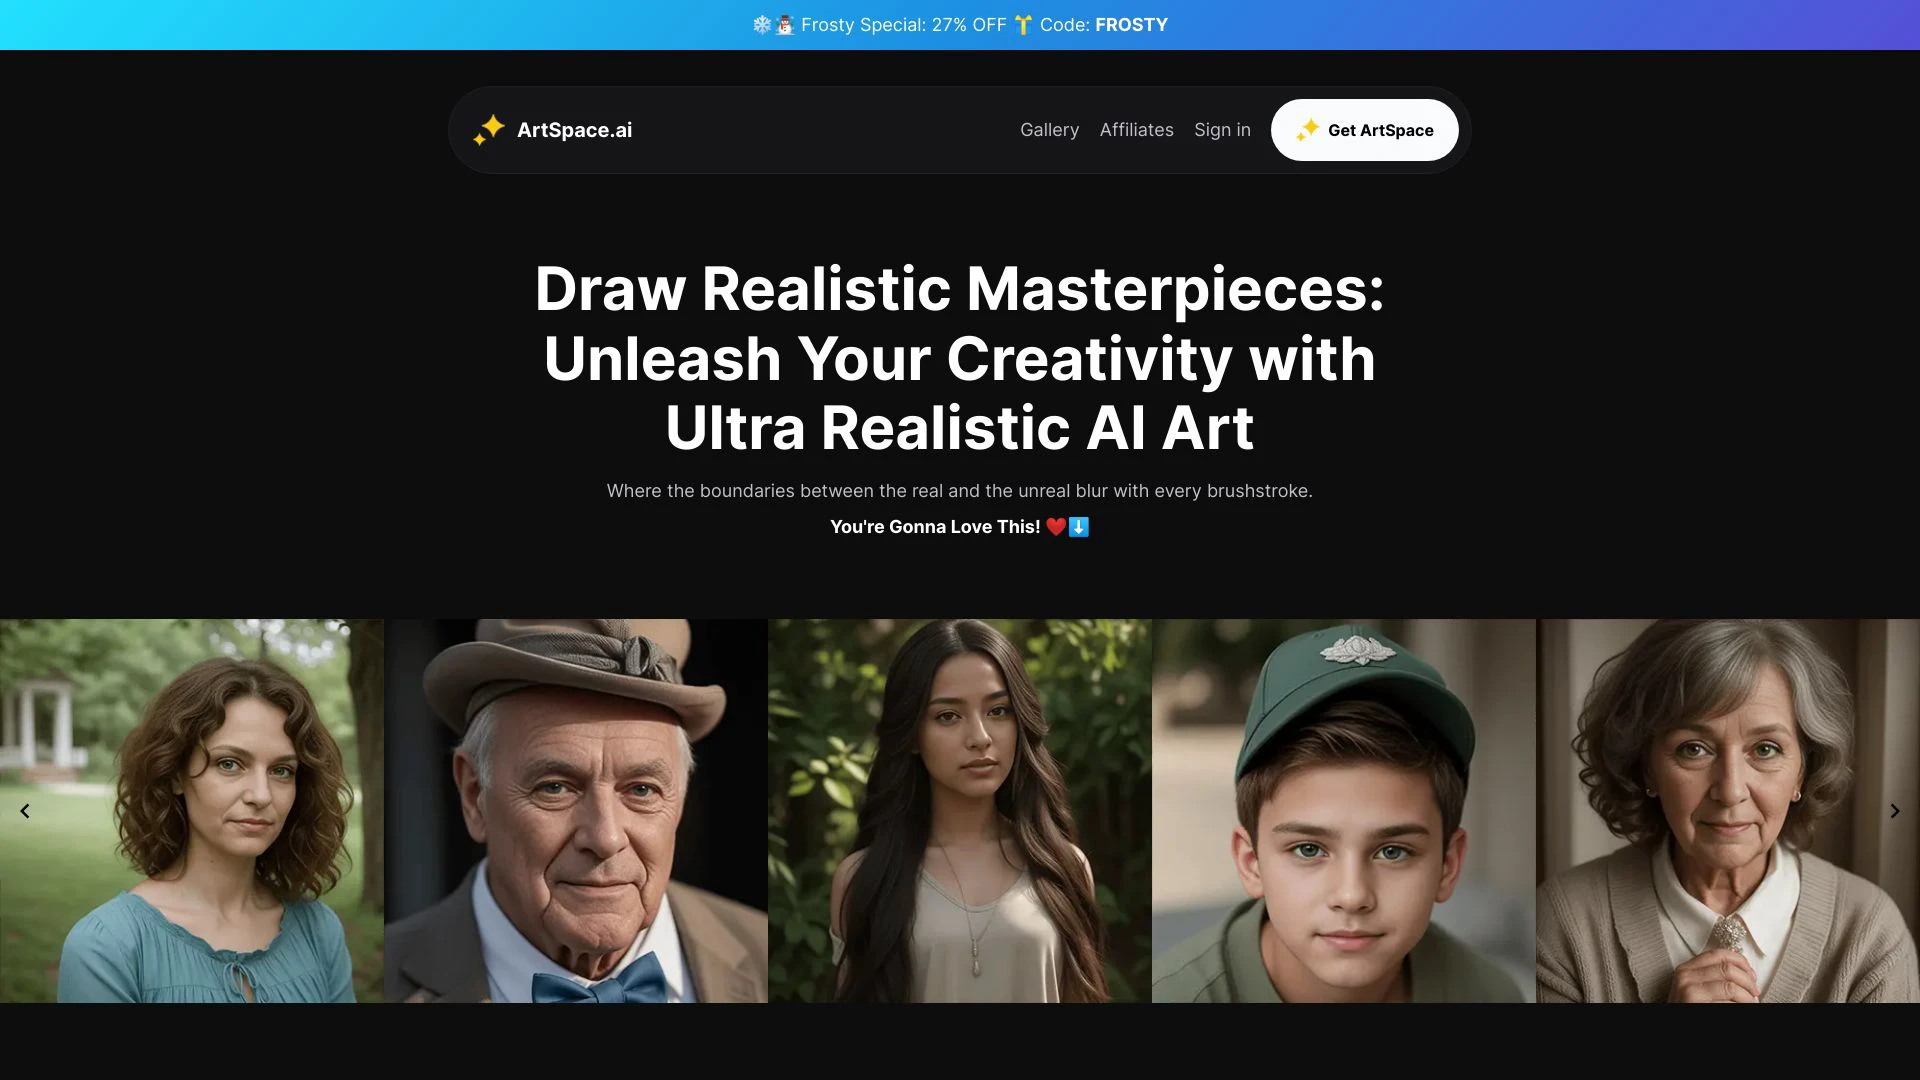 ❄️⛄ Frosty Special: 27% OFF 🎁 Code: FROSTY
ArtSpace.ai
Gallery
Affiliates
Sign in
Get ArtSpace
Draw Realistic Masterpieces:
Unleash Your Creativity with
Ultra Realistic AI Art
Where the boundaries between the real and the unreal blur with every brushstroke.
You're Gonna Love This! ❤️⬇️